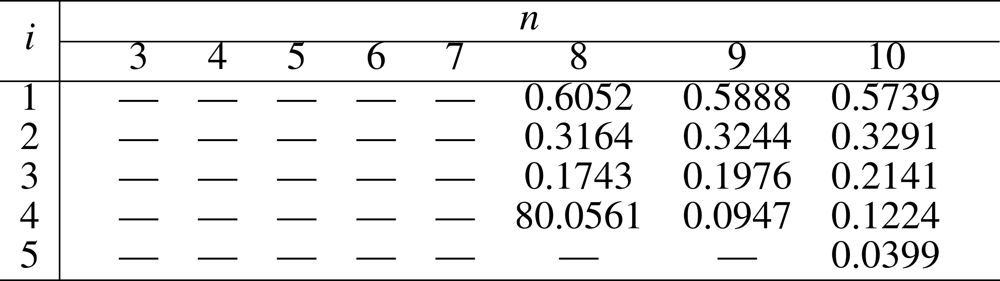 i n
3 4 5 6 7 8 9 10
1 — — — — — 0.6052 0.5888 0.5739
2 — — — — — 0.3164 0.3244 0.3291
3 — — — — — 0.1743 0.1976 0.2141
4 — — — — — 80.0561 0.0947 0.1224
5 — — — — — — — 0.0399